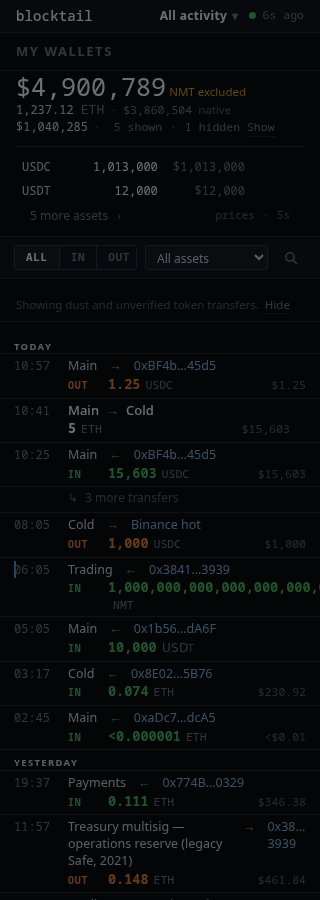 blocktail All activity ▾ 6s ago
MY WALLETS
$4,900,789 NMT excluded
1,237.12 ETH · $3,860,504 native
$1,040,285 · 5 shown · 1 hidden Show
USDC 1,013,000 $1,013,000
USDT 12,000 $12,000
5 more assets › prices · 5s
ALL IN OUT All assets
Showing dust and unverified token transfers. Hide
TODAY
10:57 Main → 0xBF4b…45d5
OUT 1.25 USDC $1.25
10:41 Main → Cold
5 ETH $15,603
10:25 Main ← 0xBF4b…45d5
IN 15,603 USDC $15,603
↳ 3 more transfers
08:05 Cold → Binance hot
OUT 1,000 USDC $1,000
06:05 Trading ← 0x3841…3939
IN 1,000,000,000,000,000,000,
NMT
05:05 Main ← 0x1b56…dA6F
IN 10,000 USDT
03:17 Cold ← 0x8E02…5B76
IN 0.074 ETH $230.92
02:45 Main ← 0xaDc7…dcA5
IN <0.000001 ETH <$0.01
YESTERDAY
19:37 Payments ← 0x774B…0329
IN 0.111 ETH $346.38
11:57 Treasury multisig — → 0x38…
operations reserve (legacy 3939
Safe, 2021)
OUT 0.148 ETH $461.84